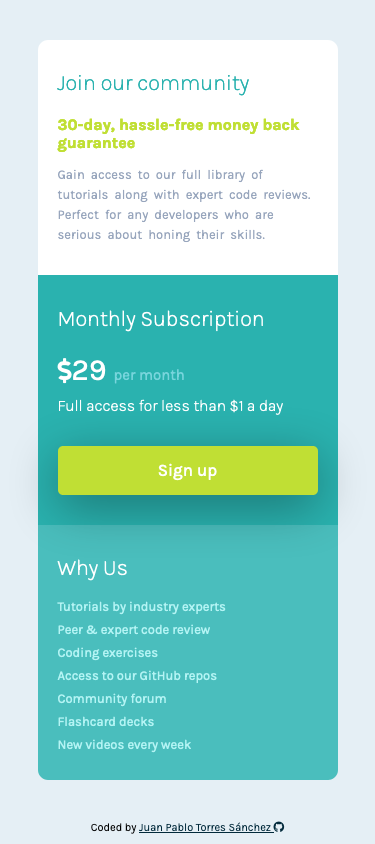 Join our community
30-day, hassle-free money back
guarantee
Gain access to our full library of
tutorials along with expert code reviews.
Perfect for any developers who are
serious about honing their skills.
Monthly Subscription
$29 per month
Full access for less than $1 a day
Sign up
Why Us
Tutorials by industry experts
Peer & expert code review
Coding exercises
Access to our GitHub repos
Community forum
Flashcard decks
New videos every week
Coded by Juan Pablo Torres Sánchez